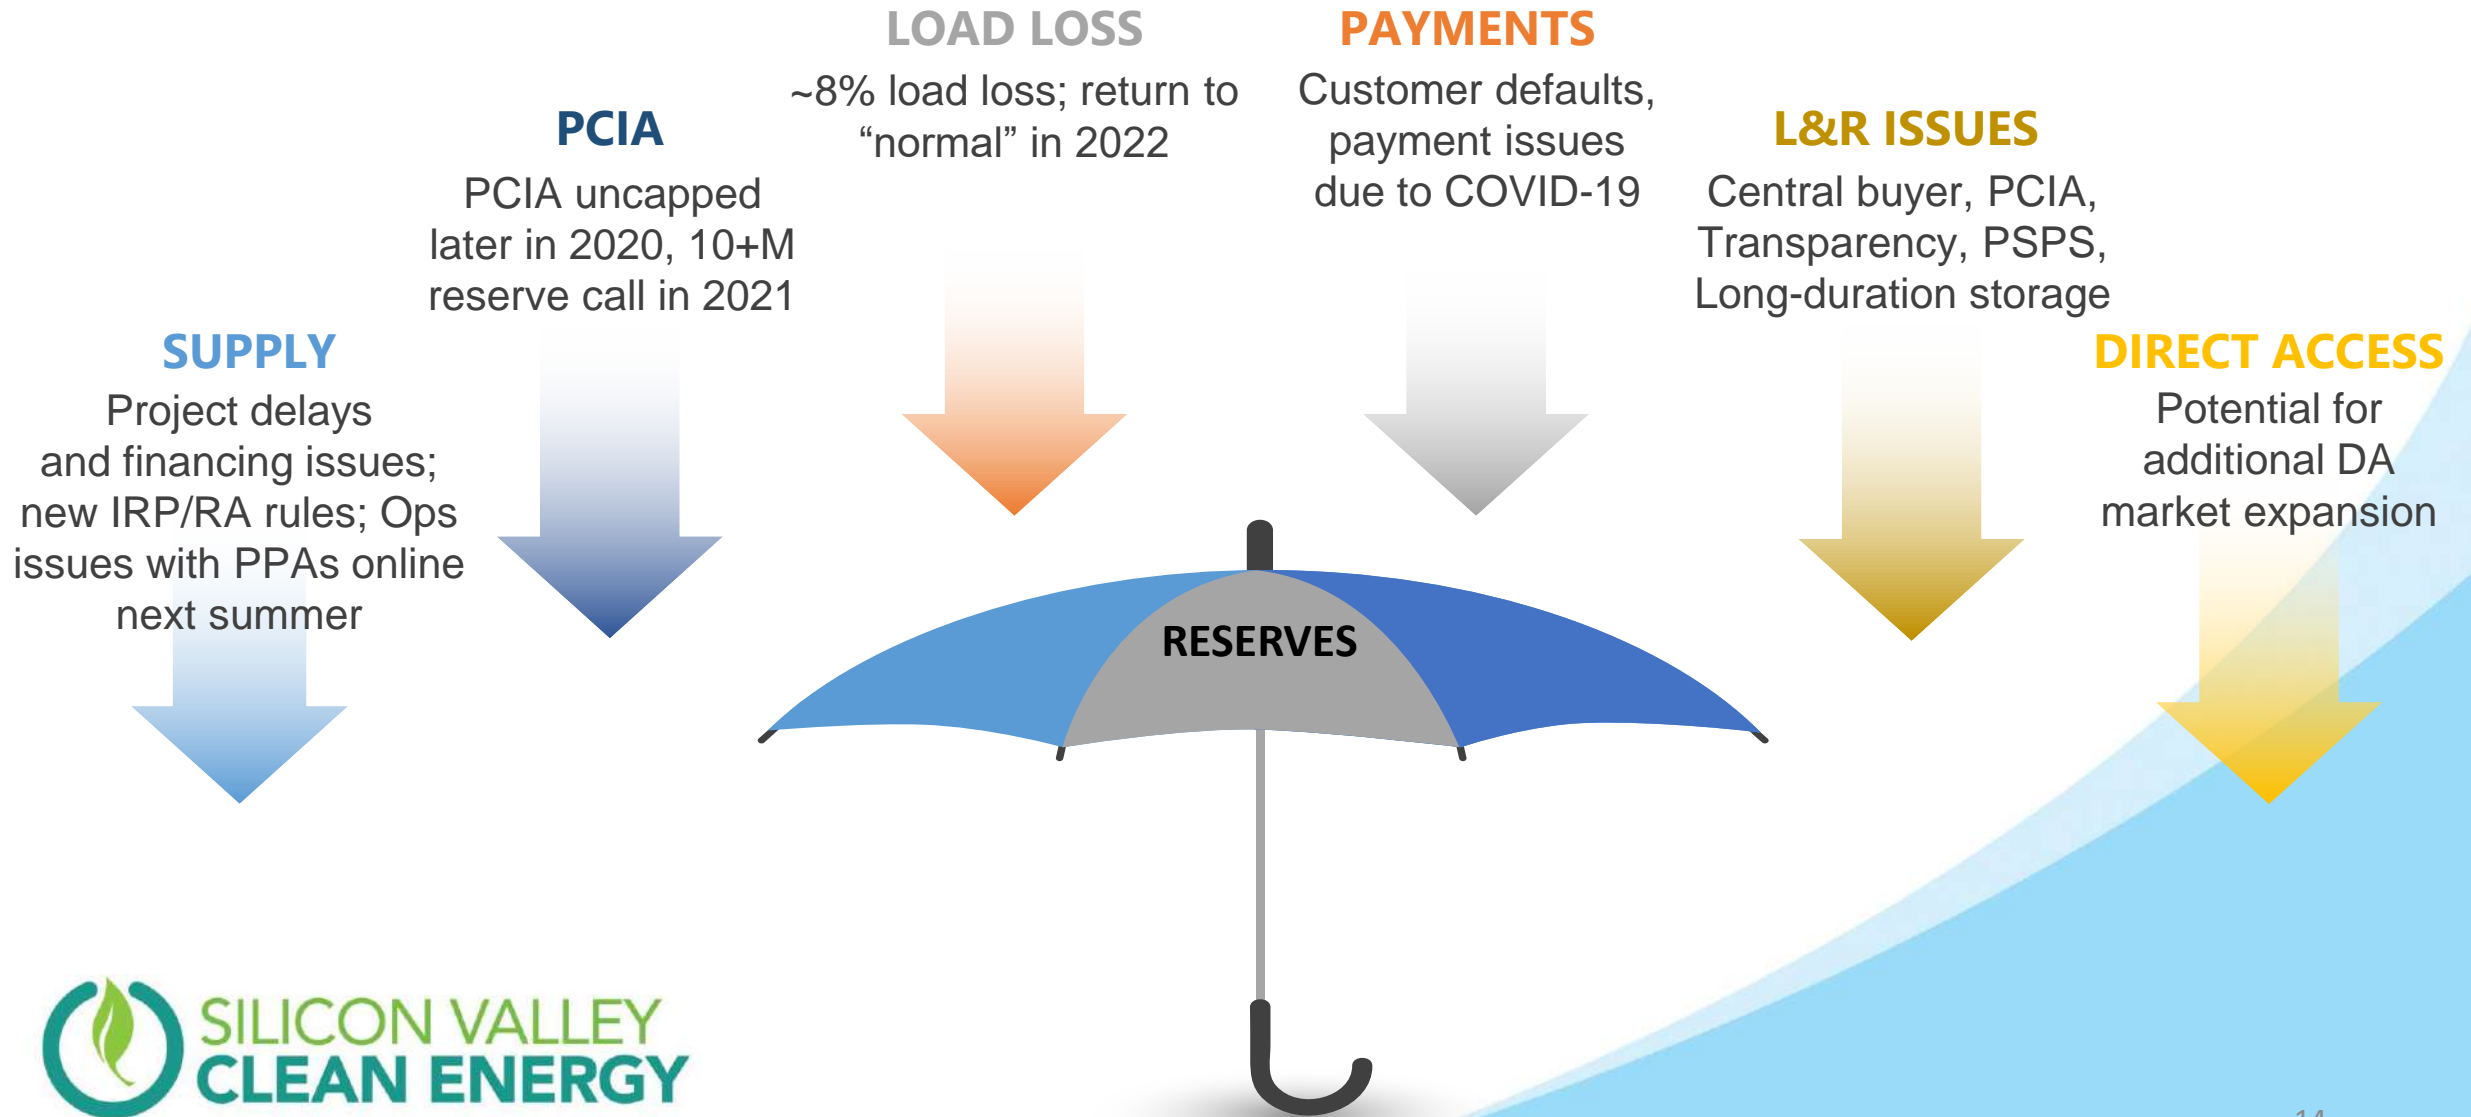 LOAD LOSS
~8% load loss; return to
“normal” in 2022
PAYMENTS
Customer defaults,
payment issues
due to COVID-19
PCIA
PCIA uncapped
later in 2020, 10+M
reserve call in 2021
L&R ISSUES
Central buyer, PCIA,
Transparency, PSPS,
Long-duration storage
SUPPLY
Project delays
and financing issues;
new IRP/RA rules; Ops
issues with PPAs online
next summer
DIRECT ACCESS
Potential for
additional DA
market expansion
RESERVES
SILICON VALLEY
CLEAN ENERGY
14